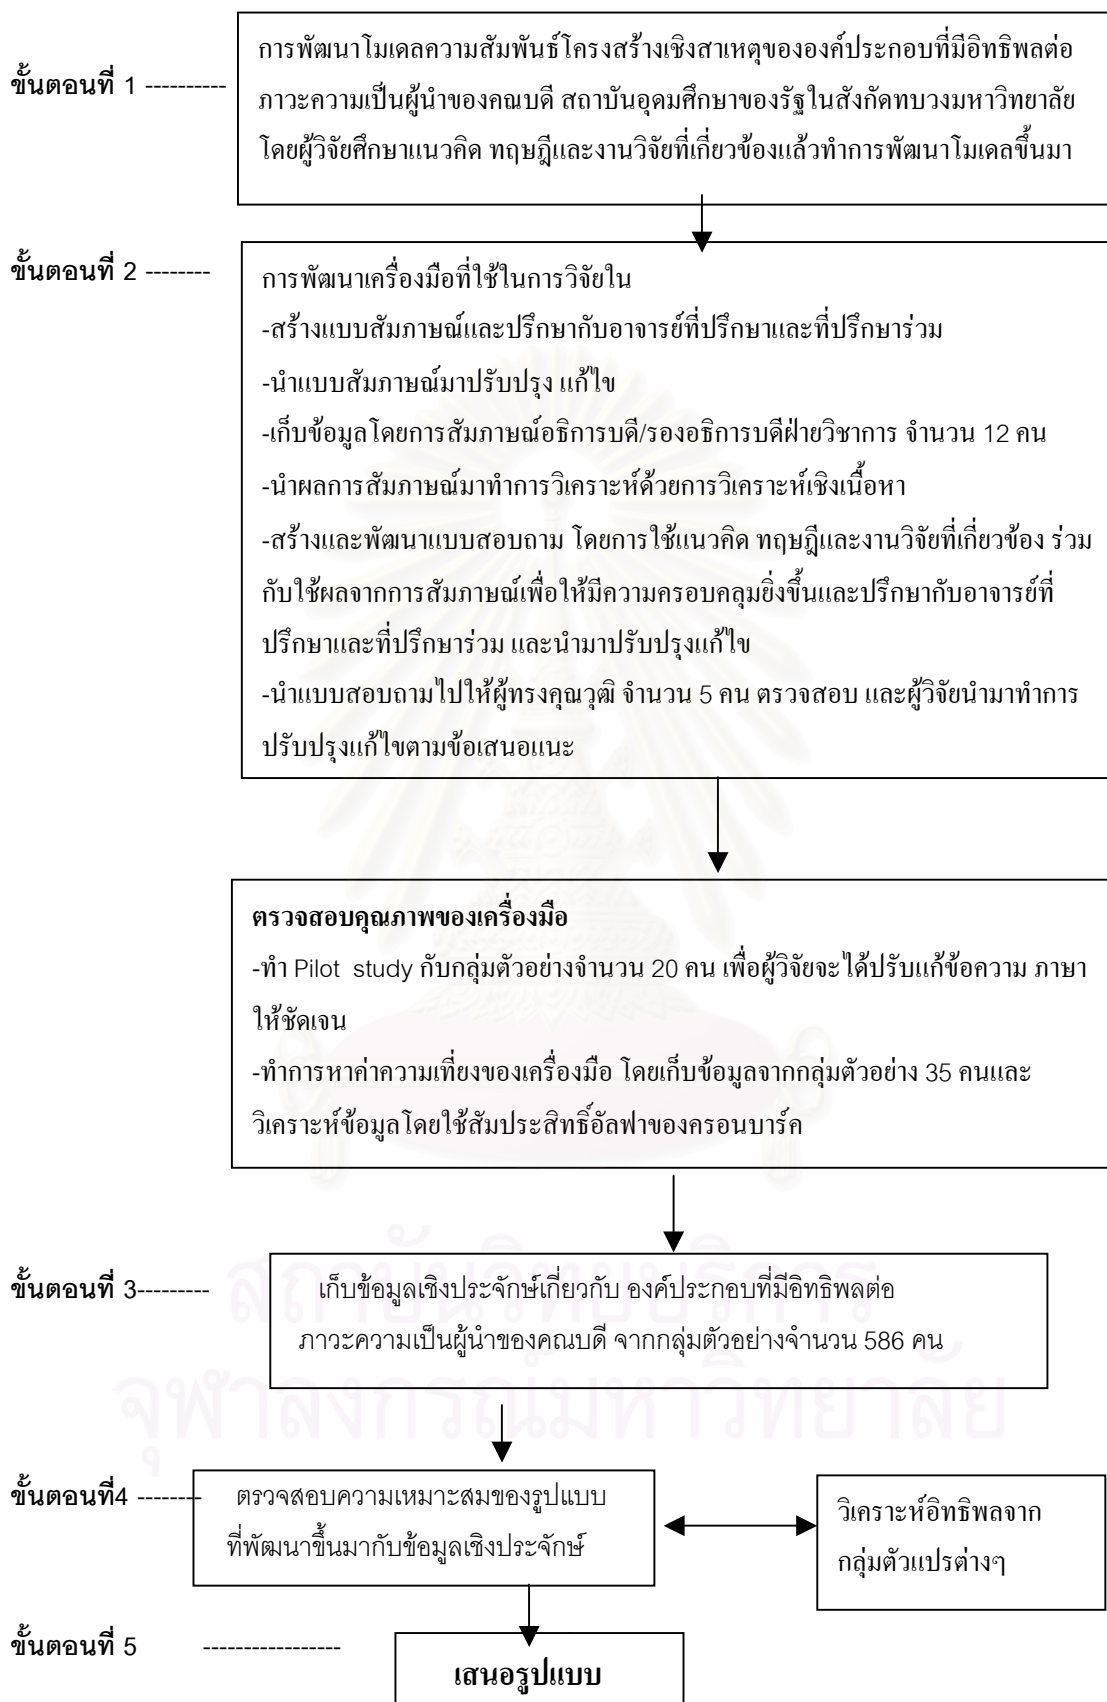 ขั้นตอนที่ 1 ----------
การพัฒนาโมเดลความสัมพันธ์โครงสร้างเชิงสาเหตุขององค์ประกอบที่มีอิทธิพลต่อ
ภาวะความเป็นผู้นำของคณบดี สถาบันอุดมศึกษาของรัฐในสังกัดทบวงมหาวิทยาลัย
โดยผู้วิจัยศึกษาแนวคิด ทฤษฎีและงานวิจัยที่เกี่ยวข้องแล้วทำการพัฒนาโมเดลขึ้นมา
ขั้นตอนที่ 2 --------
การพัฒนาเครื่องมือที่ใช้ในการวิจัยใน
-สร้างแบบสัมภาษณ์และปรึกษากับอาจารย์ที่ปรึกษาและที่ปรึกษาร่วม
-นำแบบสัมภาษณ์มาปรับปรุง แก้ไข
-เก็บข้อมูลโดยการสัมภาษณ์อธิการบดี/รองอธิการบดีฝ่ายวิชาการ จำนวน 12 คน
-นำผลการสัมภาษณ์มาทำการวิเคราะห์ด้วยการวิเคราะห์เชิงเนื้อหา
-สร้างและพัฒนาแบบสอบถาม โดยการใช้แนวคิด ทฤษฎีและงานวิจัยที่เกี่ยวข้อง ร่วม
กับใช้ผลจากการสัมภาษณ์เพื่อให้มีความครอบคลุมยิ่งขึ้นและปรึกษากับอาจารย์ที่
ปรึกษาและที่ปรึกษาร่วม และนำมาปรับปรุงแก้ไข
-นำแบบสอบถามไปให้ผู้ทรงคุณวุฒิ จำนวน 5 คน ตรวจสอบ และผู้วิจัยนำมาทำการ
ปรับปรุงแก้ไขตามข้อเสนอแนะ
ตรวจสอบคุณภาพของเครื่องมือ
-ทำ Pilot study กับกลุ่มตัวอย่างจำนวน 20 คน เพื่อผู้วิจัยจะได้ปรับแก้ข้อความ ภาษา
ให้ชัดเจน
-ทำการหาค่าความเที่ยงของเครื่องมือ โดยเก็บข้อมูลจากกลุ่มตัวอย่าง 35 คนและ
วิเคราะห์ข้อมูลโดยใช้สัมประสิทธิ์อัลฟาของครอนบาร์ค
ขั้นตอนที่ 3---------
เก็บข้อมูลเชิงประจักษ์เกี่ยวกับ องค์ประกอบที่มีอิทธิพลต่อ
ภาวะความเป็นผู้นำของคณบดี จากกลุ่มตัวอย่างจำนวน 586 คน
สถาบันวิทยบริการ
จุฬาลงกรณ์มหาวิทยาลัย
ขั้นตอนที่4 --------
ตรวจสอบความเหมาะสมของรูปแบบ
ที่พัฒนาขึ้นมากับข้อมูลเชิงประจักษ์
วิเคราะห์อิทธิพลจาก
กลุ่มตัวแปรต่างๆ
ขั้นตอนที่ 5 -----------------
เสนอรูปแบบ